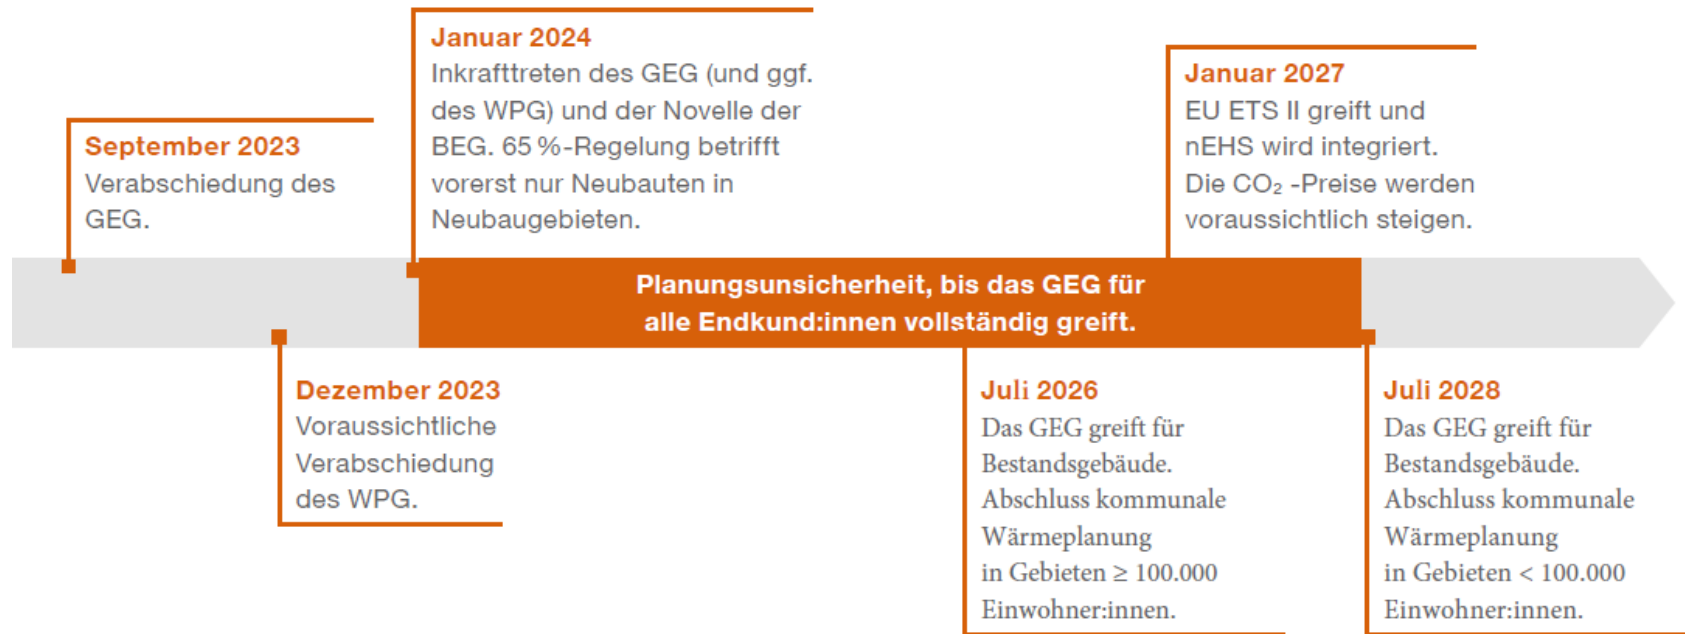 Januar 2024
Inkrafttreten des GEG (und ggf.
des WPG) und der Novelle der
BEG. 65 %-Regelung betrifft
vorerst nur Neubauten in
Neubaugebieten.
Januar 2027
EU ETS II greift und
nEHS wird integriert.
Die CO₂ -Preise werden
voraussichtlich steigen.
September 2023
Verabschiedung des
GEG.
Planungsunsicherheit, bis das GEG für
alle Endkund:innen vollständig greift.
Dezember 2023
Voraussichtliche
Verabschiedung
des WPG.
Juli 2026
Das GEG greift für
Bestandsgebäude.
Abschluss kommunale
Wärmeplanung
in Gebieten ≥ 100.000
Einwohner:innen.
Juli 2028
Das GEG greift für
Bestandsgebäude.
Abschluss kommunale
Wärmeplanung
in Gebieten < 100.000
Einwohner:innen.